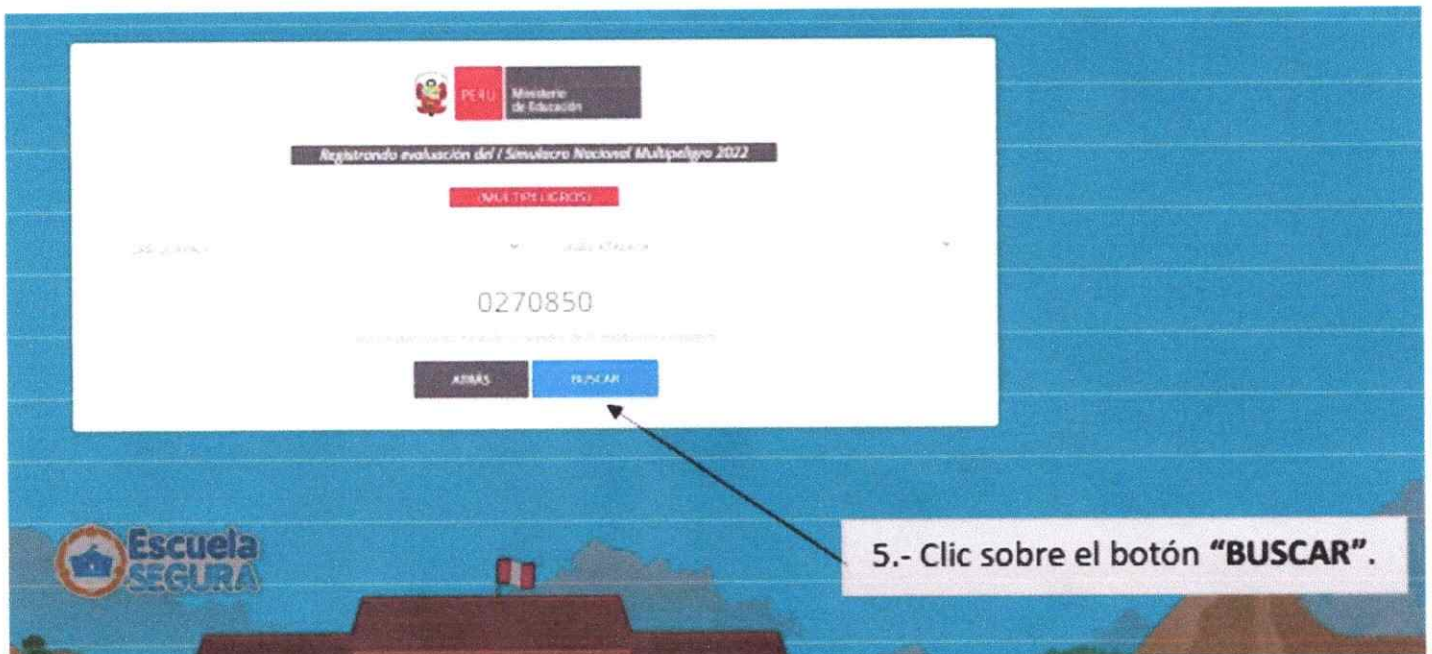 PERÚ
Ministerio
de Educación
Registrando evaluación del I Simulacro Nacional Multipeligro 2022
(MULTIPELIGROS)
0270850
ATRÁS
BUSCAR
Escuela
SEGURA
5.- Clic sobre el botón “BUSCAR”.